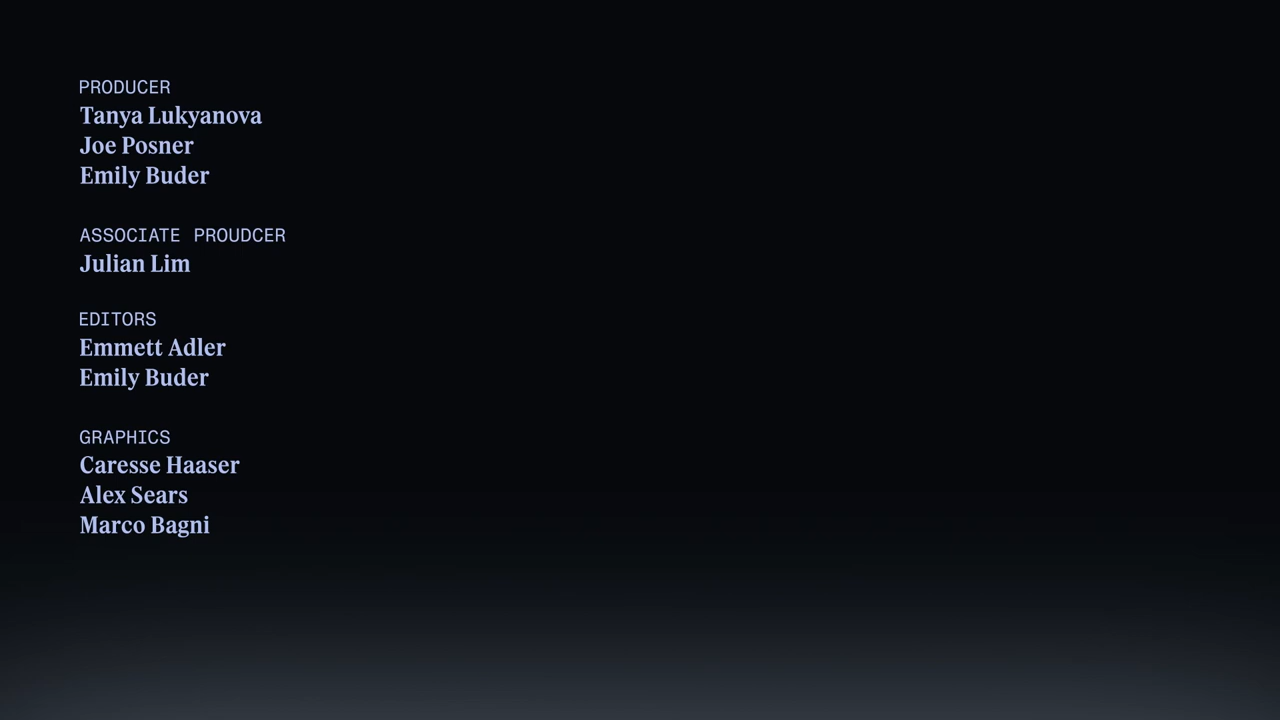 PRODUCER
Tanya Lukyanova
Joe Posner
Emily Buder
ASSOCIATE PROUDCER
Julian Lim
EDITORS
Emmett Adler
Emily Buder
GRAPHICS
Caresse Haaser
Alex Sears
Marco Bagni